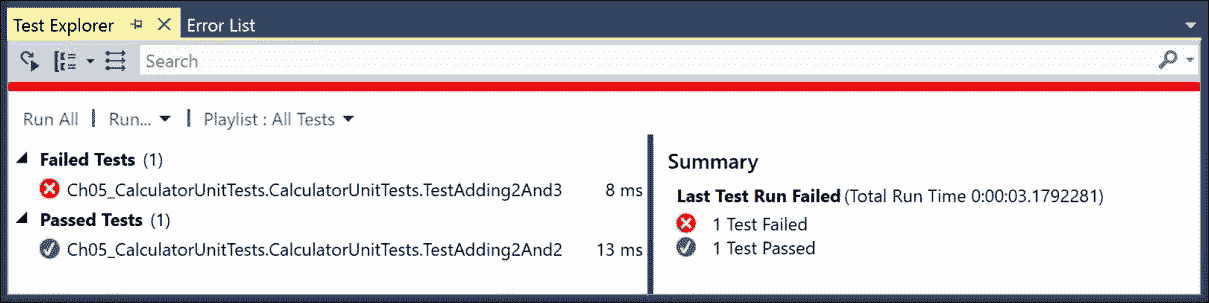 Test Explorer
Error List
Search
Run All | Run... | Playlist : All Tests
Failed Tests (1)
Ch05_CalculatorUnitTests.CalculatorUnitTests.TestAdding2And3 8 ms
Passed Tests (1)
Ch05_CalculatorUnitTests.CalculatorUnitTests.TestAdding2And2 13 ms
Summary
Last Test Run Failed (Total Run Time 0:00:03.1792281)
1 Test Failed
1 Test Passed